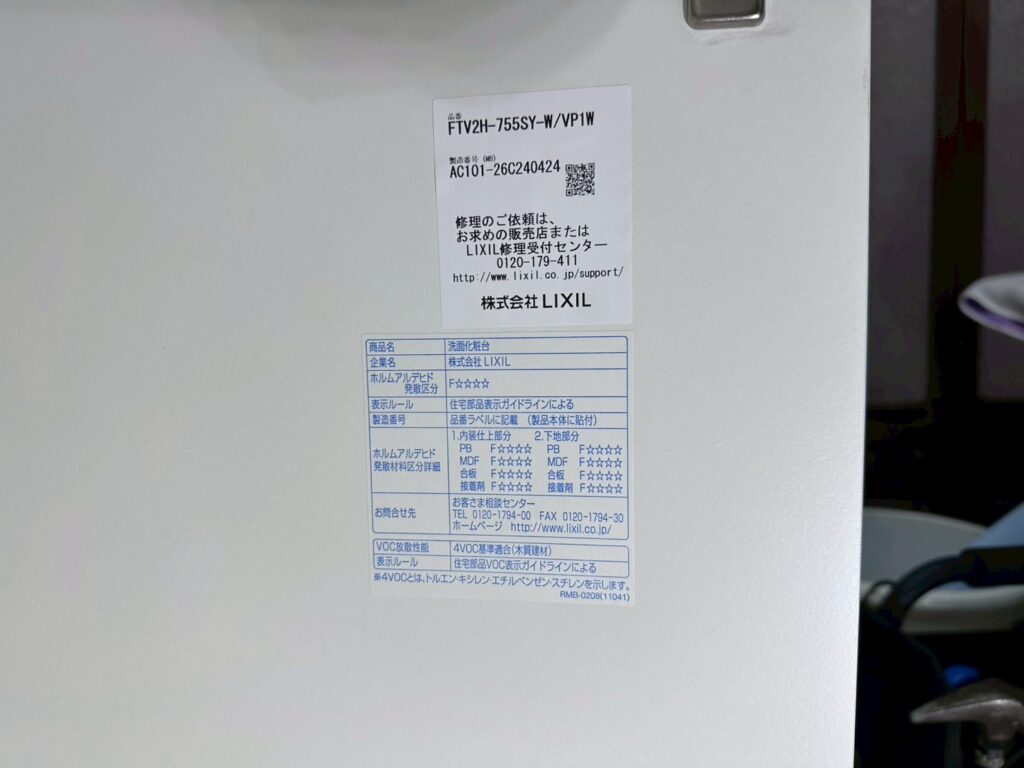 品番
FTV2H-755SY-W/VP1W
製造番号 (MB)
AC101-26C240424
修理のご依頼は、
お求めの販売店または
LIXIL修理受付センター
0120-179-411
http://www.lixil.co.jp/support/
株式会社LIXIL
商品名 洗面化粧台
企業名 株式会社LIXIL
ホルムアルデヒド
発散区分 F☆☆☆☆
表示ルール 住宅部品表示ガイドラインによる
製造番号 品番ラベルに記載 (製品本体に貼付)
ホルムアルデヒド
発散材料区分詳細
1.内装仕上部分 2.下地部分
PB F☆☆☆☆ PB F☆☆☆☆
MDF F☆☆☆☆ MDF F☆☆☆☆
合板 F☆☆☆☆ 合板 F☆☆☆☆
接着剤 F☆☆☆☆ 接着剤 F☆☆☆☆
お問合せ先
お客さま相談センター
TEL 0120-1794-00 FAX 0120-1794-30
ホームページ http://www.lixil.co.jp/
VOC放散性能 4VOC基準適合(木質建材)
表示ルール 住宅部品VOC表示ガイドラインによる
※4VOCとは、トルエン・キシレン・エチルベンゼン・スチレンを示します。
RMB-0208(11041)